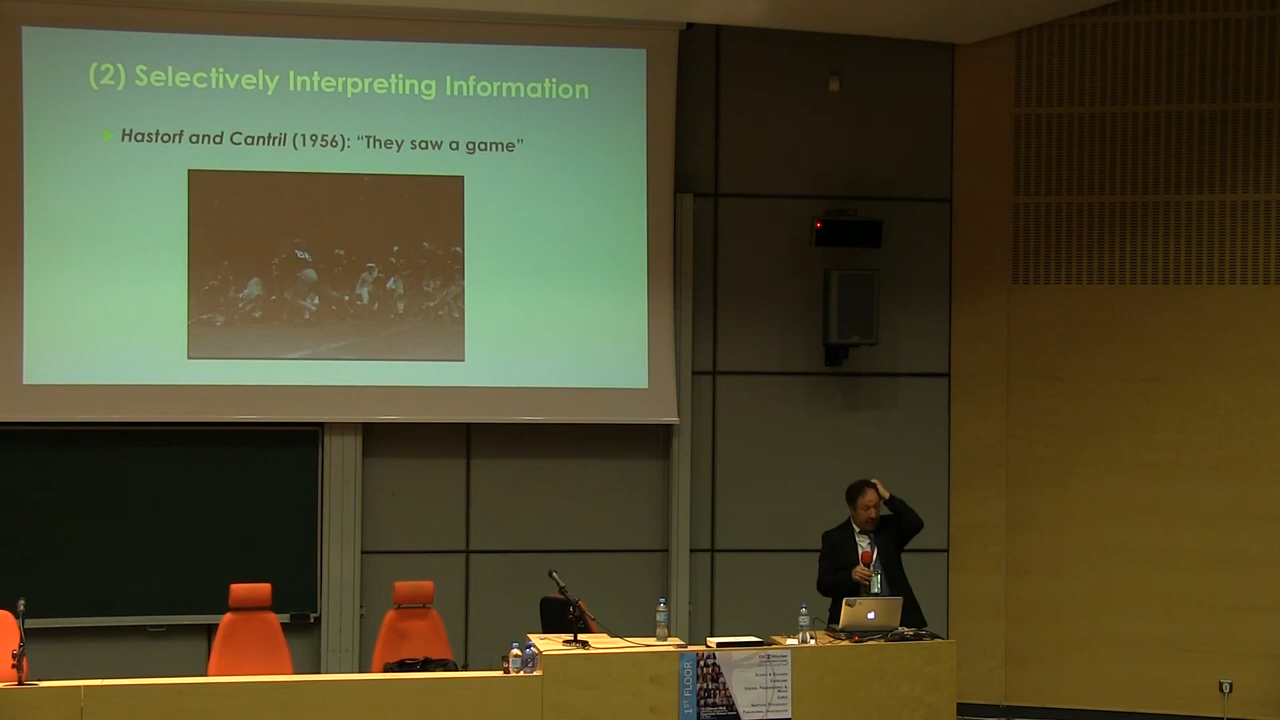 (2) Selectively Interpreting Information
Hastorf and Cantril (1956): “They saw a game”
1ST FLOOR